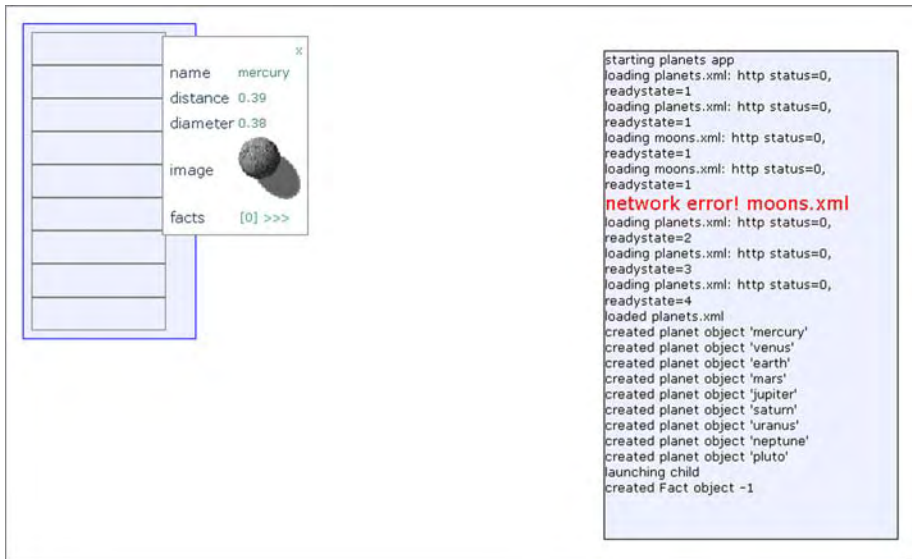 x
name mercury
distance 0.39
diameter 0.38
image
facts [0] >>>
starting planets app
loading planets.xml: http status=0,
readystate=1
loading planets.xml: http status=0,
readystate=1
loading moons.xml: http status=0,
readystate=1
loading moons.xml: http status=0,
readystate=1
network error! moons.xml
loading planets.xml: http status=0,
readystate=2
loading planets.xml: http status=0,
readystate=3
loading planets.xml: http status=0,
readystate=4
loaded planets.xml
created planet object 'mercury'
created planet object 'venus'
created planet object 'earth'
created planet object 'mars'
created planet object 'jupiter'
created planet object 'saturn'
created planet object 'uranus'
created planet object 'neptune'
created planet object 'pluto'
launching child
created Fact object -1